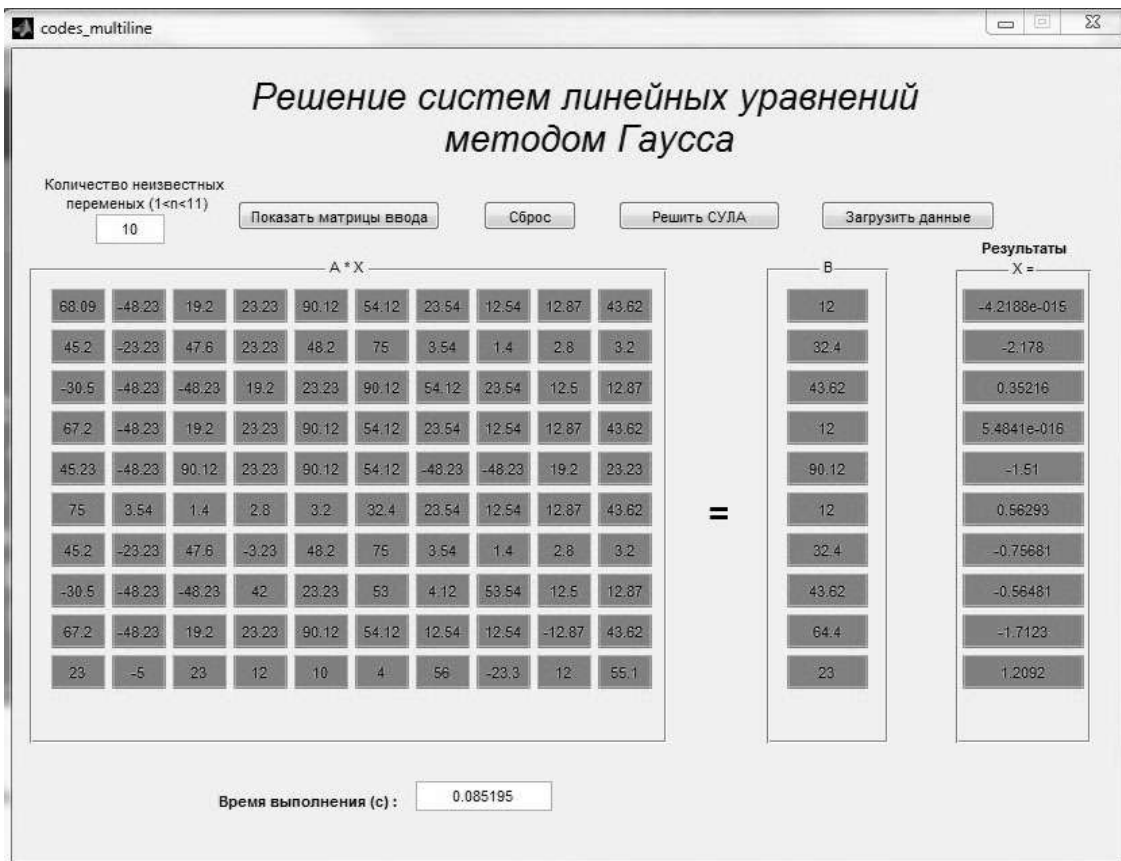 codes_multiline
Решение систем линейных уравнений
методом Гаусса
Количество неизвестных
переменых (1<n<11)
10
Показать матрицы ввода
Сброс
Решить СУЛА
Загрузить данные
Результаты
A * X
B
X =
68.09 -48.23 19.2 23.23 90.12 54.12 23.54 12.54 12.87 43.62 12 -4.2188e-015
45.2 -23.23 47.6 23.23 48.2 75 3.54 1.4 2.8 3.2 32.4 -2.178
-30.5 -48.23 -48.23 19.2 23.23 90.12 54.12 23.54 12.5 12.87 43.62 0.35216
67.2 -48.23 19.2 23.23 90.12 54.12 23.54 12.54 12.87 43.62 12 5.4841e-016
45.23 -48.23 90.12 23.23 90.12 54.12 -48.23 -48.23 19.2 23.23 90.12 -1.51
75 3.54 1.4 2.8 3.2 32.4 23.54 12.54 12.87 43.62 = 12 0.56293
45.2 -23.23 47.6 -3.23 48.2 75 3.54 1.4 2.8 3.2 32.4 -0.75681
-30.5 -48.23 -48.23 42 23.23 53 4.12 53.54 12.5 12.87 43.62 -0.56481
67.2 -48.23 19.2 23.23 90.12 54.12 12.54 12.54 -12.87 43.62 64.4 -1.7123
23 -5 23 12 10 4 56 -23.3 12 55.1 23 1.2092
Время выполнения (с) : 0.085195